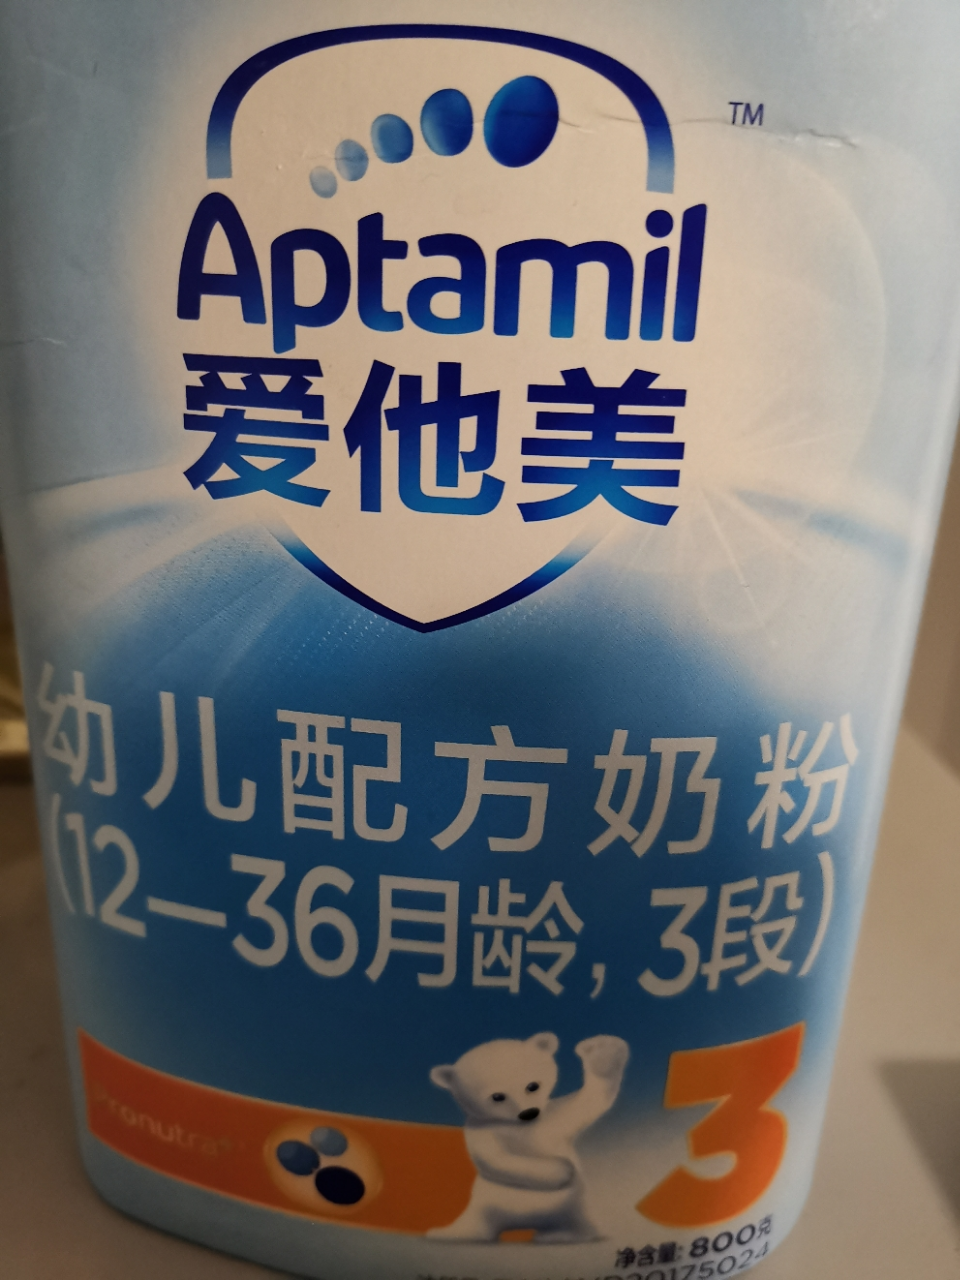 TM
Aptamil
爱他美
幼儿配方奶粉
(12—36月龄, 3段)
3
Pronutra+
净含量: 800克
20175024